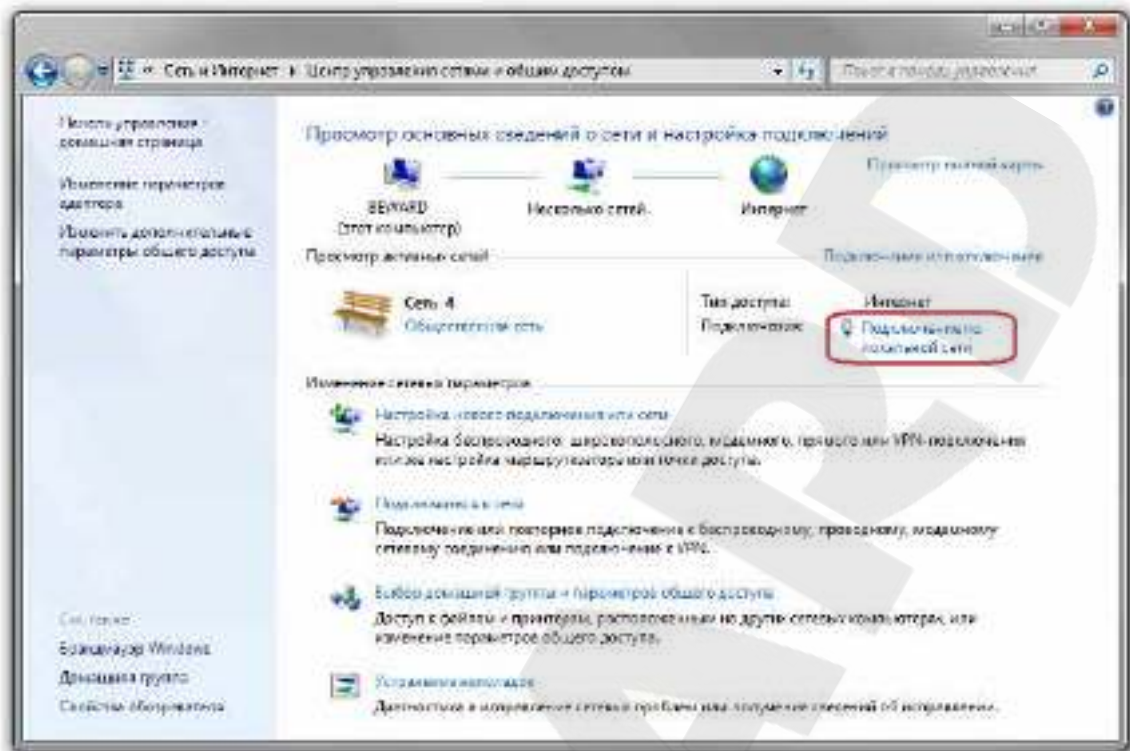 « Сеть и Интернет ▸ Центр управления сетями и общим доступом
Поиск в панели управления
Панель управления -
домашняя страница
Изменение параметров
адаптера
Изменить дополнительные
параметры общего доступа
См. также
Брандмауэр Windows
Домашняя группа
Свойства обозревателя
Просмотр основных сведений о сети и настройка подключений
BEWARD
(этот компьютер)
Несколько сетей.
Интернет
Просмотр полной карты
Просмотр активных сетей
Подключение или отключение
Сеть 4
Общественная сеть
Тип доступа: Интернет
Подключения: Подключение по
локальной сети
Изменение сетевых параметров
Настройка нового подключения или сети
Настройка беспроводного, широкополосного, модемного, прямого или VPN-подключения
или же настройка маршрутизатора или точки доступа.
Подключиться к сети
Подключение или повторное подключение к беспроводному, проводному, модемному
сетевому соединению или подключение к VPN.
Выбор домашней группы и параметров общего доступа
Доступ к файлам и принтерам, расположенным на других сетевых компьютерах, или
изменение параметров общего доступа.
Устранение неполадок
Диагностика и исправление сетевых проблем или получение сведений об исправлении.